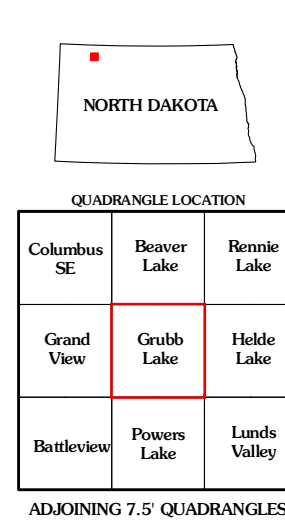 NORTH DAKOTA
QUADRANGLE LOCATION
Columbus
SE
Beaver
Lake
Rennie
Lake
Grand
View
Grubb
Lake
Helde
Lake
Battleview
Powers
Lake
Lunds
Valley
ADJOINING 7.5' QUADRANGLES